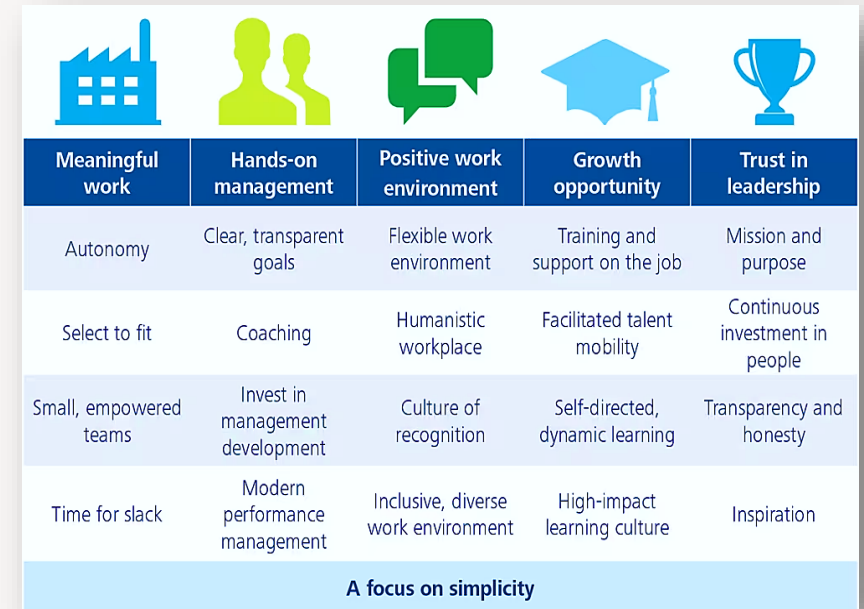 Meaningful
work
Hands-on
management
Positive work
environment
Growth
opportunity
Trust in
leadership
Autonomy
Clear, transparent
goals
Flexible work
environment
Training and
support on the job
Mission and
purpose
Select to fit
Coaching
Humanistic
workplace
Facilitated talent
mobility
Continuous
investment in
people
Small, empowered
teams
Invest in
management
development
Culture of
recognition
Self-directed,
dynamic learning
Transparency and
honesty
Time for slack
Modern
performance
management
Inclusive, diverse
work environment
High-impact
learning culture
Inspiration
A focus on simplicity